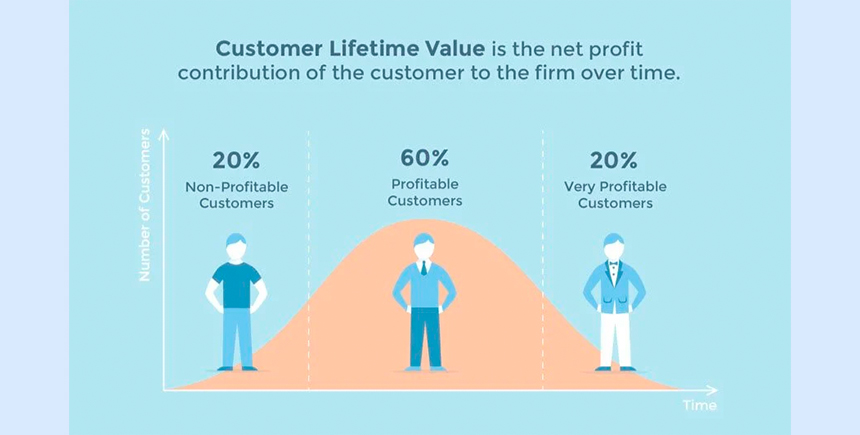 Customer Lifetime Value is the net profit
contribution of the customer to the firm over time.
Number of Customers
20%
Non-Profitable
Customers
60%
Profitable
Customers
20%
Very Profitable
Customers
Time